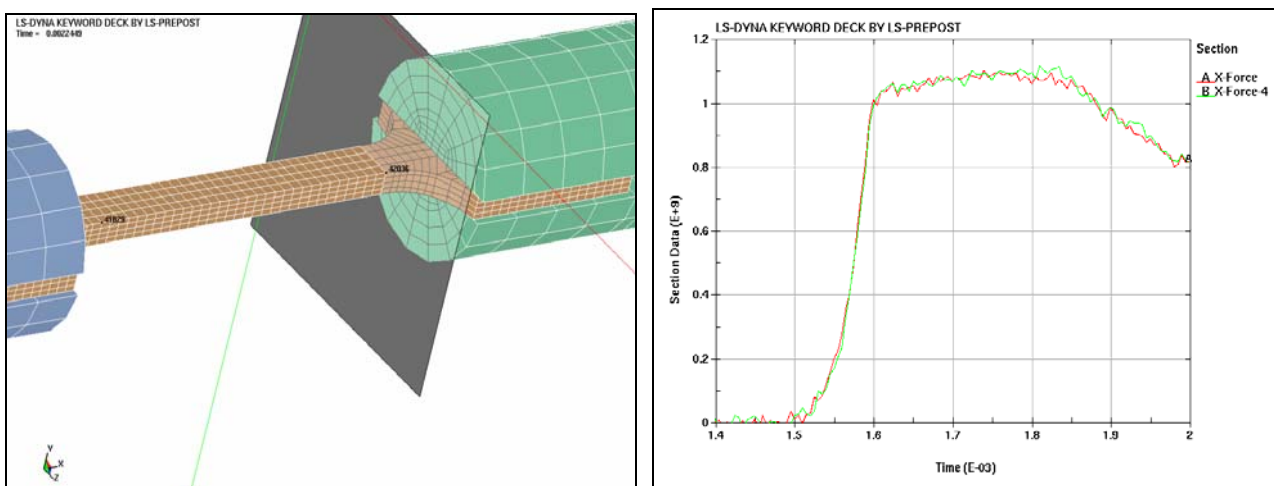 LS-DYNA KEYWORD DECK BY LS-PREPOST
Time = 0.0022449
42036
41879
Y
X
Z
LS-DYNA KEYWORD DECK BY LS-PREPOST
1.2
1
0.8
0.6
0.4
0.2
0
Section Data (E+9)
1.4
1.5
1.6
1.7
1.8
1.9
2
Time (E-03)
Section
A X-Force
B X-Force-4
A